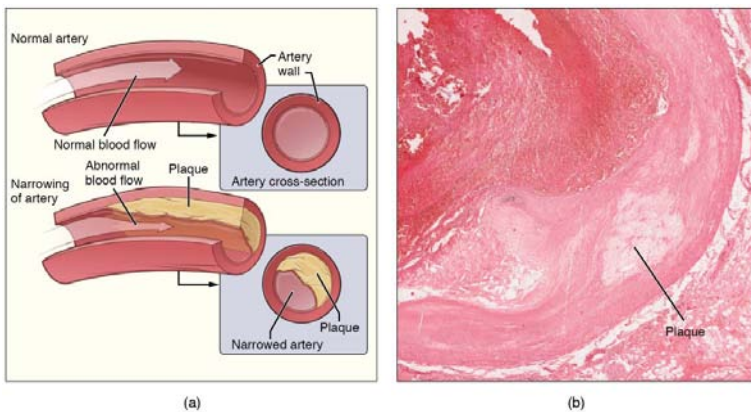 Normal artery
Artery
wall
Normal blood flow
Artery cross-section
Abnormal
blood flow
Plaque
Narrowing
of artery
Plaque
Narrowed artery
Plaque
(a)
(b)